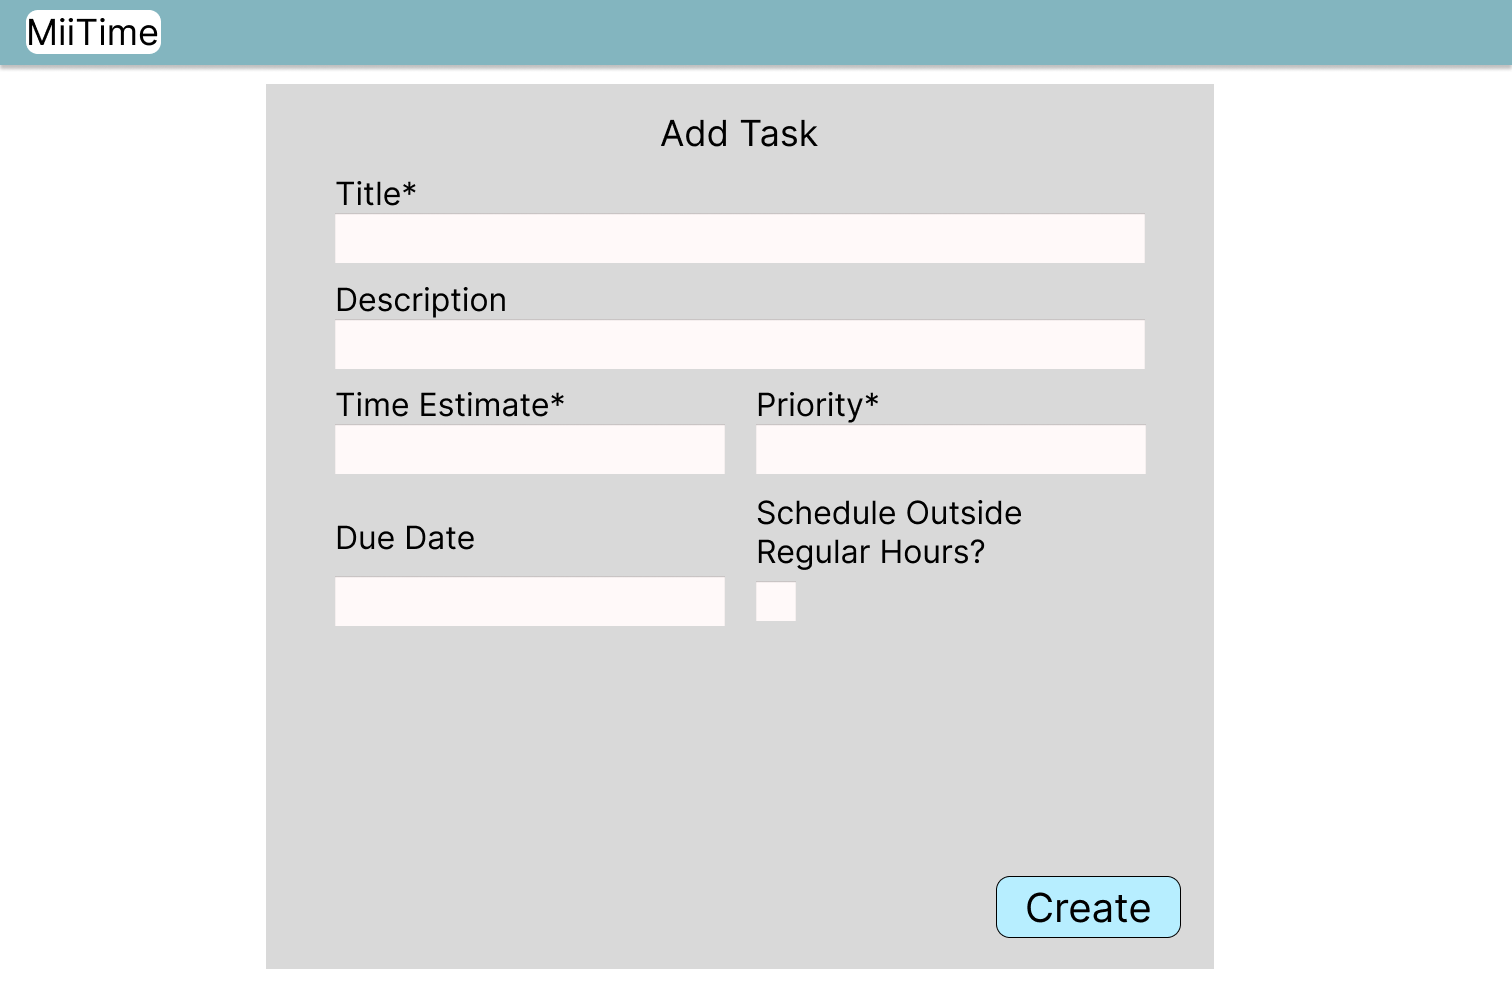 MiiTime
Add Task
Title*
Description
Time Estimate*
Priority*
Due Date
Schedule Outside
Regular Hours?
Create